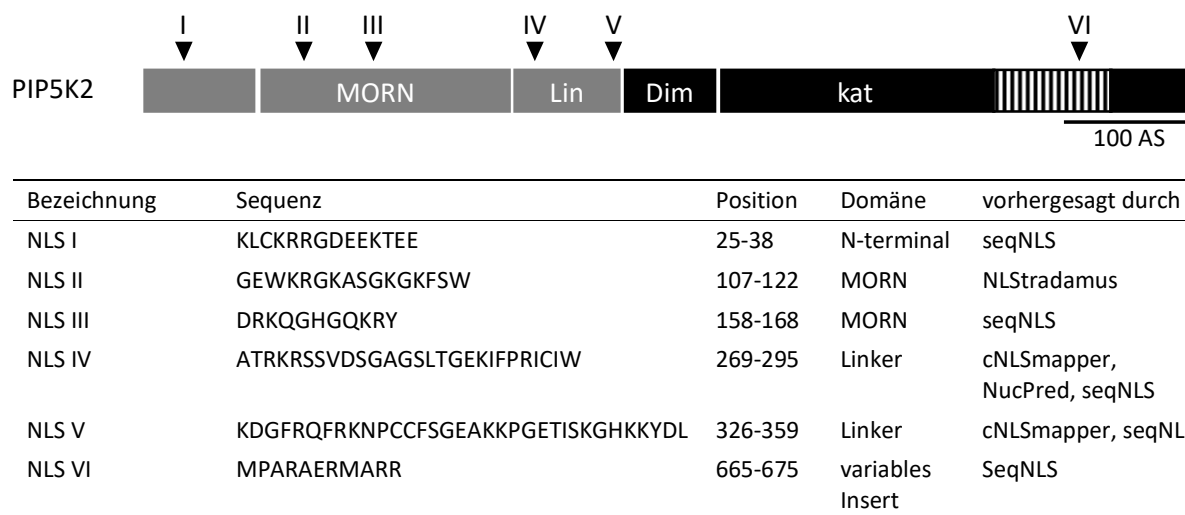 I II III IV V VI
PIP5K2 MORN Lin Dim kat
100 AS
Bezeichnung Sequenz Position Domäne vorhergesagt durch
NLS I KLCKRRGDEEKTEE 25-38 N-terminal seqNLS
NLS II GEWKRGKASGKGKFSW 107-122 MORN NLStradamus
NLS III DRKQGHGQKRY 158-168 MORN seqNLS
NLS IV ATRKRSSVDSGAGSLTGEKIFPRICIW 269-295 Linker cNLSmapper,
NucPred, seqNLS
NLS V KDGFRQFRKNPCCFSGEAKKPGETISKGHKKYDL 326-359 Linker cNLSmapper, seqNL
NLS VI MPARAERMARR 665-675 variables SeqNLS
Insert